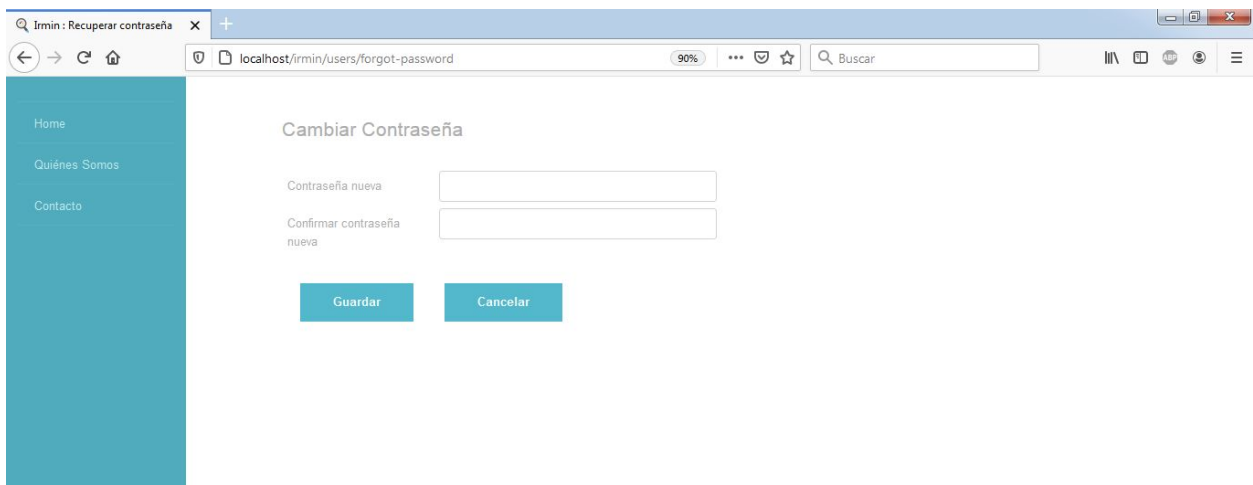 Irmin : Recuperar contraseña
localhost/irmin/users/forgot-password
90%
Buscar
ABP
Home
Quiénes Somos
Contacto
Cambiar Contraseña
Contraseña nueva
Confirmar contraseña
nueva
Guardar
Cancelar